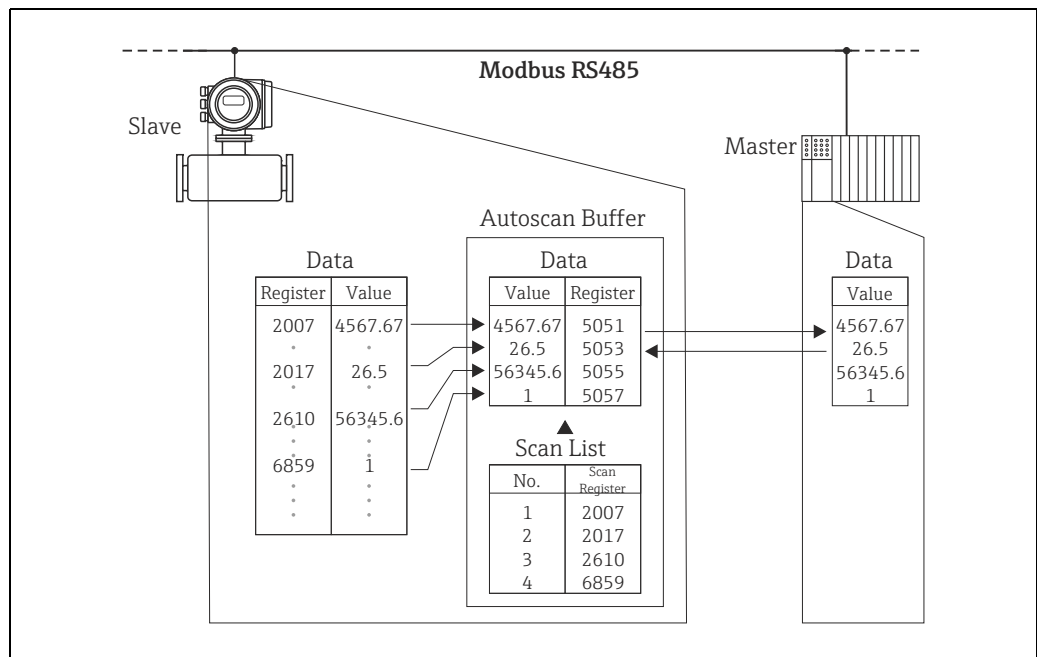 Modbus RS485
Slave
Master
Autoscan Buffer
Data
Register Value
2007 4567.67
2017 26.5
2610 56345.6
6859 1
Data
Value Register
4567.67 5051
26.5 5053
56345.6 5055
1 5057
Scan List
No. Scan Register
1 2007
2 2017
3 2610
4 6859
Data
Value
4567.67
26.5
56345.6
1